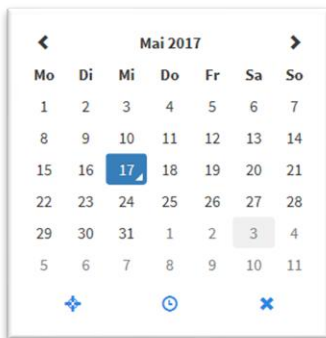 Mai 2017
Mo Di Mi Do Fr Sa So
1 2 3 4 5 6 7
8 9 10 11 12 13 14
15 16 17 18 19 20 21
22 23 24 25 26 27 28
29 30 31 1 2 3 4
5 6 7 8 9 10 11